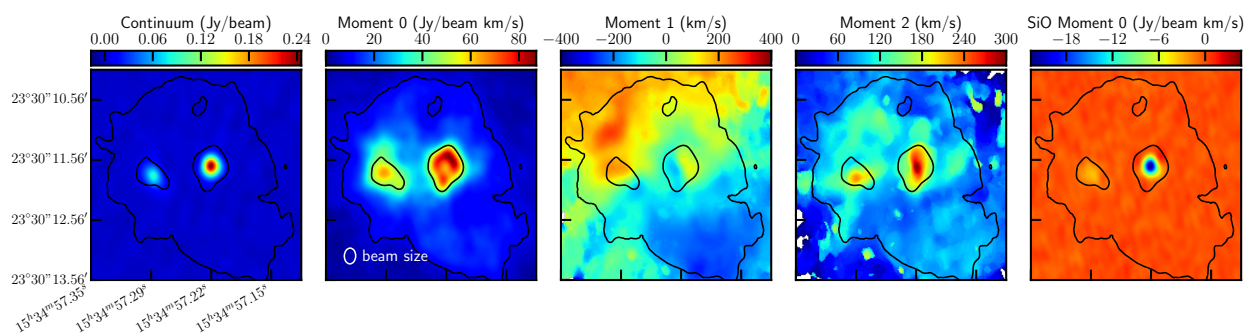 Continuum (Jy/beam) Moment 0 (Jy/beam km/s) Moment 1 (km/s) Moment 2 (km/s) SiO Moment 0 (Jy/beam km/s)
0.00 0.06 0.12 0.18 0.24 0 20 40 60 80 −400 −200 0 200 400 0 60 120 180 240 300 −18 −12 −6 0
23°30″10.56′
23°30″11.56′
23°30″12.56′
beam size
23°30″13.56′
15ʰ34ᵐ57.35ˢ 15ʰ34ᵐ57.29ˢ 15ʰ34ᵐ57.22ˢ 15ʰ34ᵐ57.15ˢ